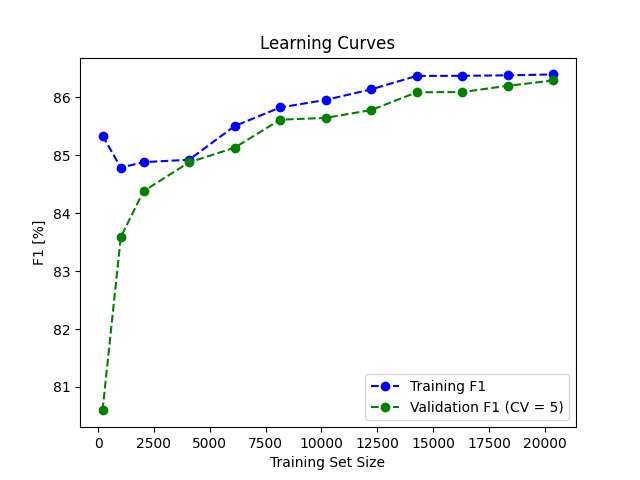 Learning Curves
F1 [%]
86
85
84
83
82
81
0 2500 5000 7500 10000 12500 15000 17500 20000
Training Set Size
Training F1
Validation F1 (CV = 5)